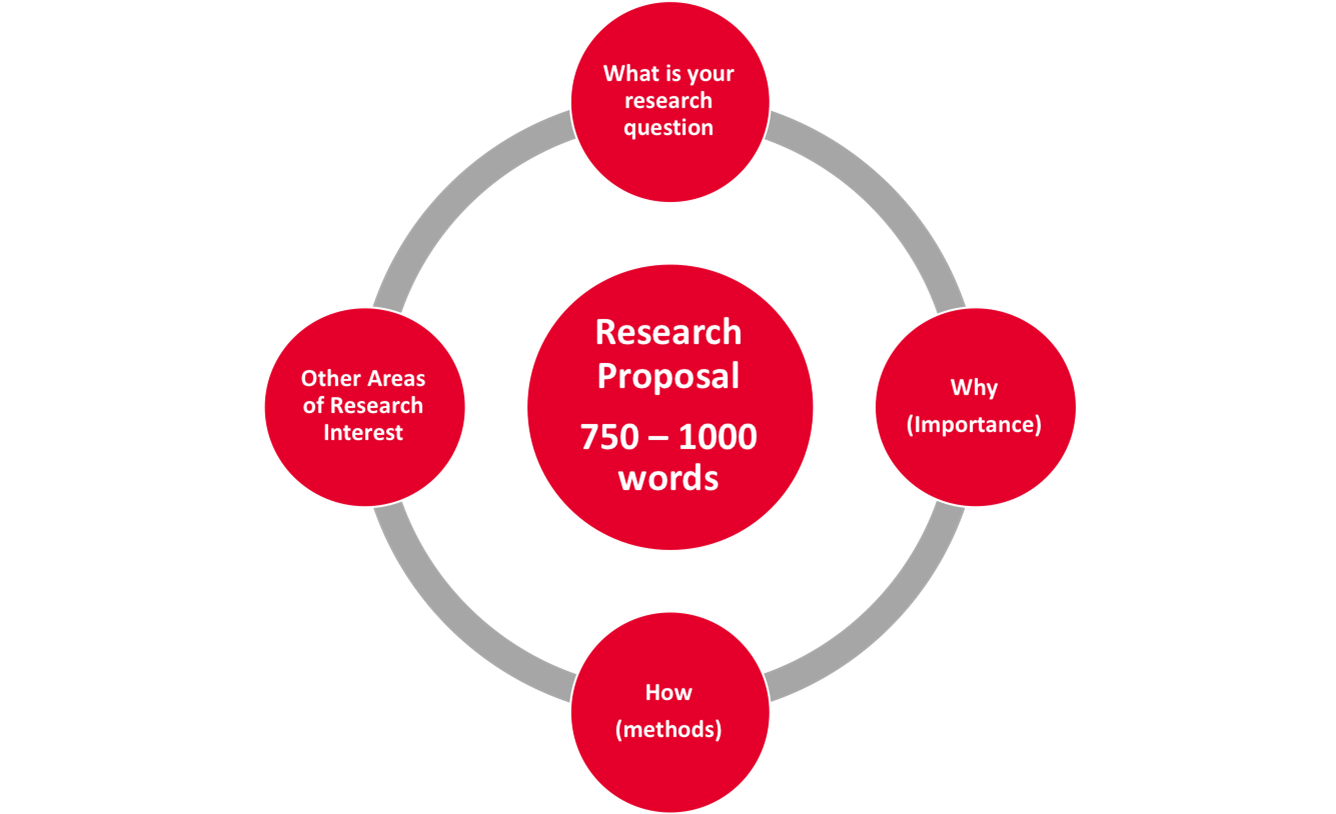 What is your
research
question
Other Areas
of Research
Interest
Research
Proposal
750 – 1000
words
Why
(Importance)
How
(methods)